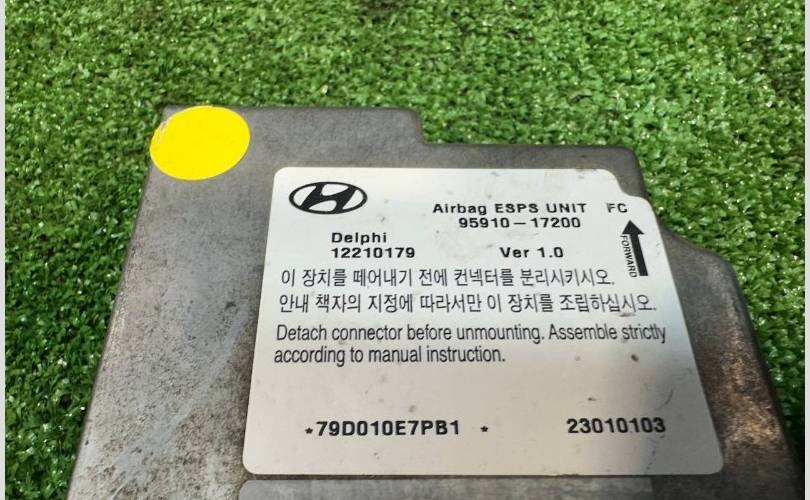 Airbag ESPS UNIT FC
95910-17200
Delphi
12210179 Ver 1.0
FORWARD
이 장치를 떼어내기 전에 컨넥터를 분리시키시오.
안내 책자의 지정에 따라서만 이 장치를 조립하십시오.
Detach connector before unmounting. Assemble strictly
according to manual instruction.
*79D010E7PB1 * 23010103